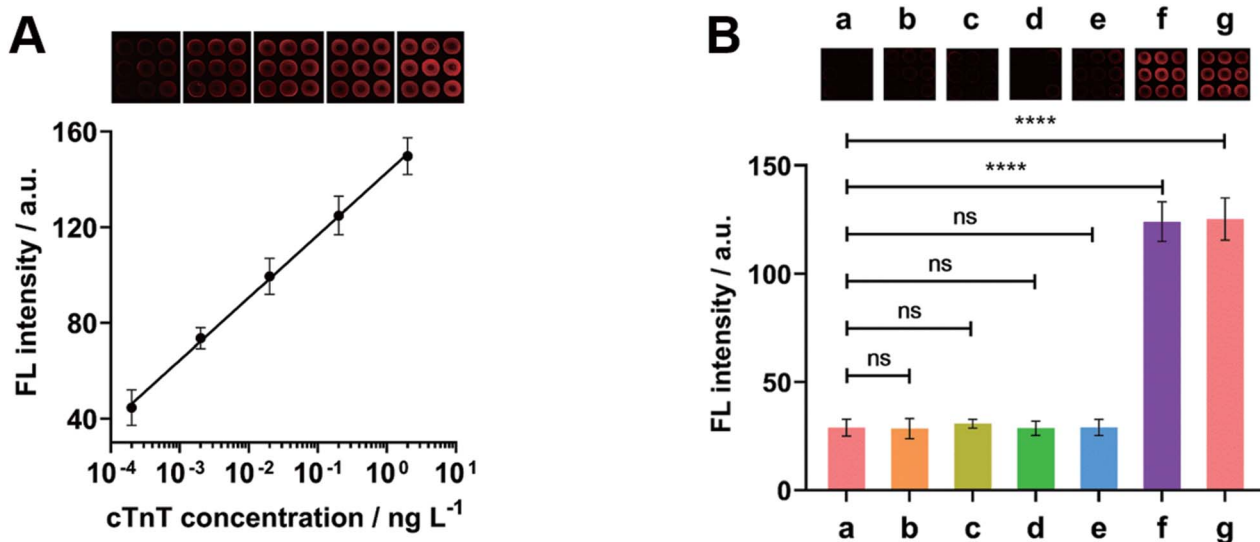 A
160
120
80
40
FL intensity / a.u.
10⁻⁴ 10⁻³ 10⁻² 10⁻¹ 10⁰ 10¹
cTnT concentration / ng L⁻¹
B
a b c d e f g
****
****
ns
ns
ns
ns
150
100
50
0
FL intensity / a.u.
a b c d e f g